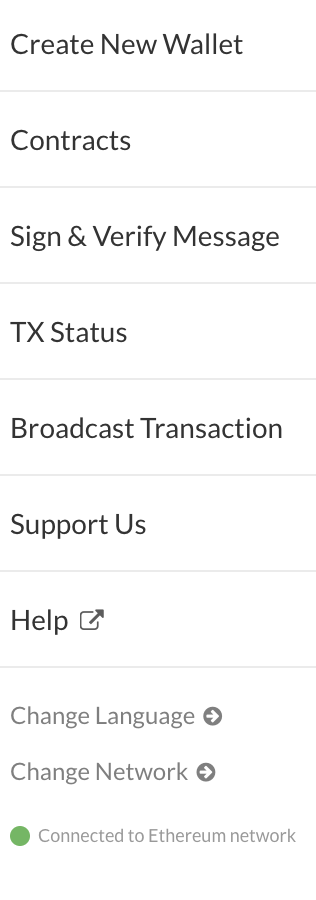 Create New Wallet
Contracts
Sign & Verify Message
TX Status
Broadcast Transaction
Support Us
Help
Change Language
Change Network
Connected to Ethereum network